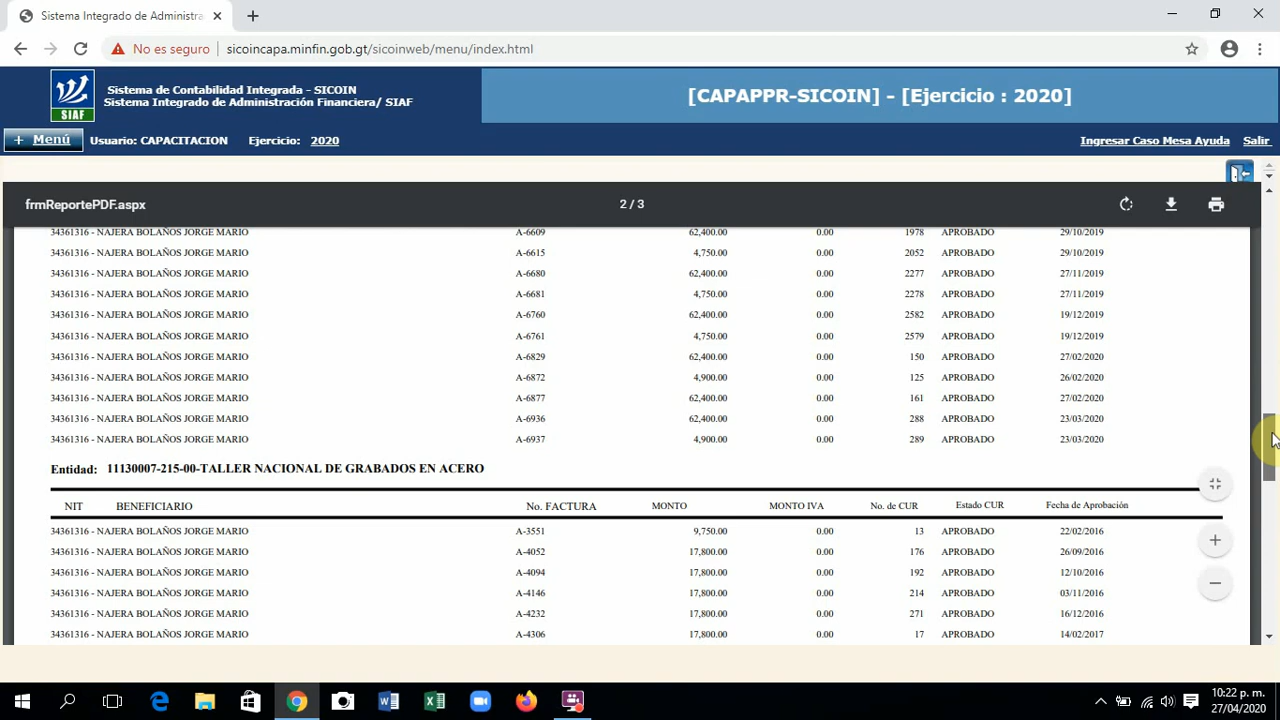 Sistema Integrado de Administra
No es seguro sicoincapa.minfin.gob.gt/sicoinweb/menu/index.html
SIAF
Sistema de Contabilidad Integrada - SICOIN
Sistema Integrado de Administración Financiera/ SIAF
[CAPAPPR-SICOIN] - [Ejercicio : 2020]
+ Menú Usuario: CAPACITACION Ejercicio: 2020 Ingresar Caso Mesa Ayuda Salir
frmReportePDF.aspx 2 / 3
34361316 - NAJERA BOLAÑOS JORGE MARIO A-6609 62,400.00 0.00 1978 APROBADO 29/10/2019
34361316 - NAJERA BOLAÑOS JORGE MARIO A-6615 4,750.00 0.00 2052 APROBADO 29/10/2019
34361316 - NAJERA BOLAÑOS JORGE MARIO A-6680 62,400.00 0.00 2277 APROBADO 27/11/2019
34361316 - NAJERA BOLAÑOS JORGE MARIO A-6681 4,750.00 0.00 2278 APROBADO 27/11/2019
34361316 - NAJERA BOLAÑOS JORGE MARIO A-6760 62,400.00 0.00 2582 APROBADO 19/12/2019
34361316 - NAJERA BOLAÑOS JORGE MARIO A-6761 4,750.00 0.00 2579 APROBADO 19/12/2019
34361316 - NAJERA BOLAÑOS JORGE MARIO A-6829 62,400.00 0.00 150 APROBADO 27/02/2020
34361316 - NAJERA BOLAÑOS JORGE MARIO A-6872 4,900.00 0.00 125 APROBADO 26/02/2020
34361316 - NAJERA BOLAÑOS JORGE MARIO A-6877 62,400.00 0.00 161 APROBADO 27/02/2020
34361316 - NAJERA BOLAÑOS JORGE MARIO A-6936 62,400.00 0.00 288 APROBADO 23/03/2020
34361316 - NAJERA BOLAÑOS JORGE MARIO A-6937 4,900.00 0.00 289 APROBADO 23/03/2020
Entidad: 11130007-215-00-TALLER NACIONAL DE GRABADOS EN ACERO
NIT BENEFICIARIO No. FACTURA MONTO MONTO IVA No. de CUR Estado CUR Fecha de Aprobación
34361316 - NAJERA BOLAÑOS JORGE MARIO A-3551 9,750.00 0.00 13 APROBADO 22/02/2016
34361316 - NAJERA BOLAÑOS JORGE MARIO A-4052 17,800.00 0.00 176 APROBADO 26/09/2016
34361316 - NAJERA BOLAÑOS JORGE MARIO A-4094 17,800.00 0.00 192 APROBADO 12/10/2016
34361316 - NAJERA BOLAÑOS JORGE MARIO A-4146 17,800.00 0.00 214 APROBADO 03/11/2016
34361316 - NAJERA BOLAÑOS JORGE MARIO A-4232 17,800.00 0.00 271 APROBADO 16/12/2016
34361316 - NAJERA BOLAÑOS JORGE MARIO A-4306 17,800.00 0.00 17 APROBADO 14/02/2017
10:22 p. m.
27/04/2020